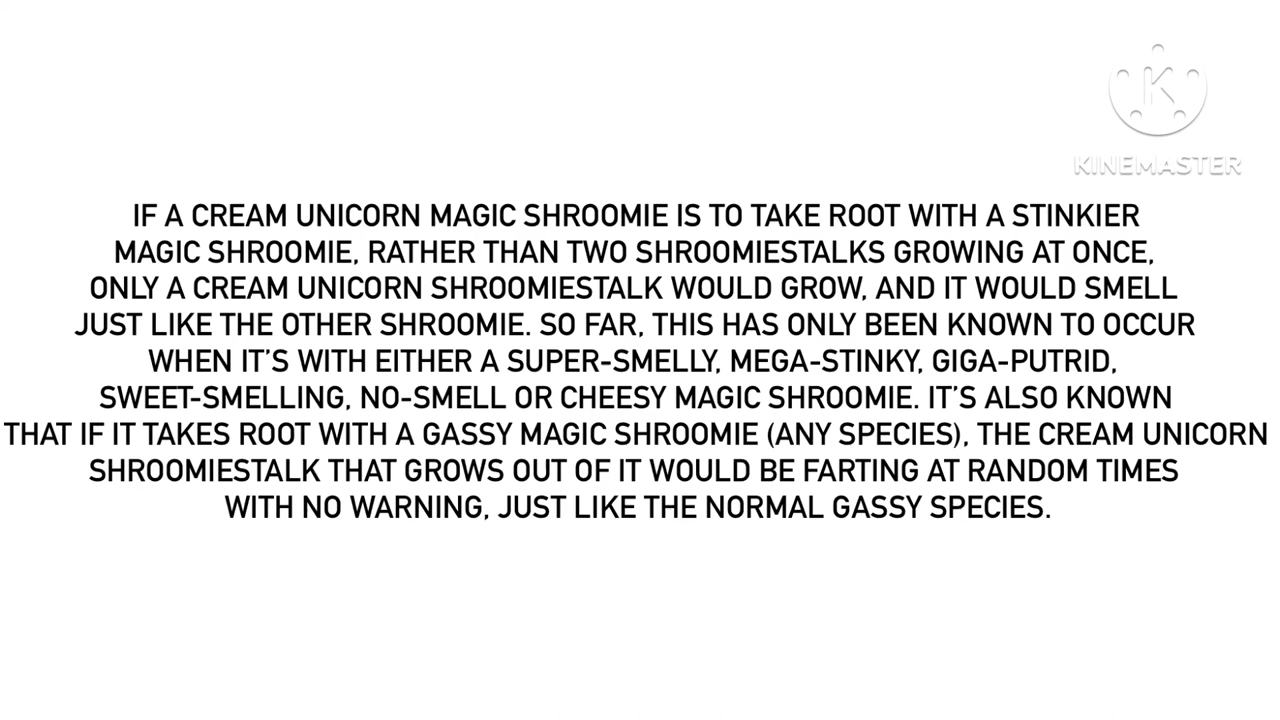 KINEMASTER
IF A CREAM UNICORN MAGIC SHROOMIE IS TO TAKE ROOT WITH A STINKIER
MAGIC SHROOMIE, RATHER THAN TWO SHROOMIESTALKS GROWING AT ONCE,
ONLY A CREAM UNICORN SHROOMIESTALK WOULD GROW, AND IT WOULD SMELL
JUST LIKE THE OTHER SHROOMIE. SO FAR, THIS HAS ONLY BEEN KNOWN TO OCCUR
WHEN IT’S WITH EITHER A SUPER-SMELLY, MEGA-STINKY, GIGA-PUTRID,
SWEET-SMELLING, NO-SMELL OR CHEESY MAGIC SHROOMIE. IT’S ALSO KNOWN
THAT IF IT TAKES ROOT WITH A GASSY MAGIC SHROOMIE (ANY SPECIES), THE CREAM UNICORN
SHROOMIESTALK THAT GROWS OUT OF IT WOULD BE FARTING AT RANDOM TIMES
WITH NO WARNING, JUST LIKE THE NORMAL GASSY SPECIES.